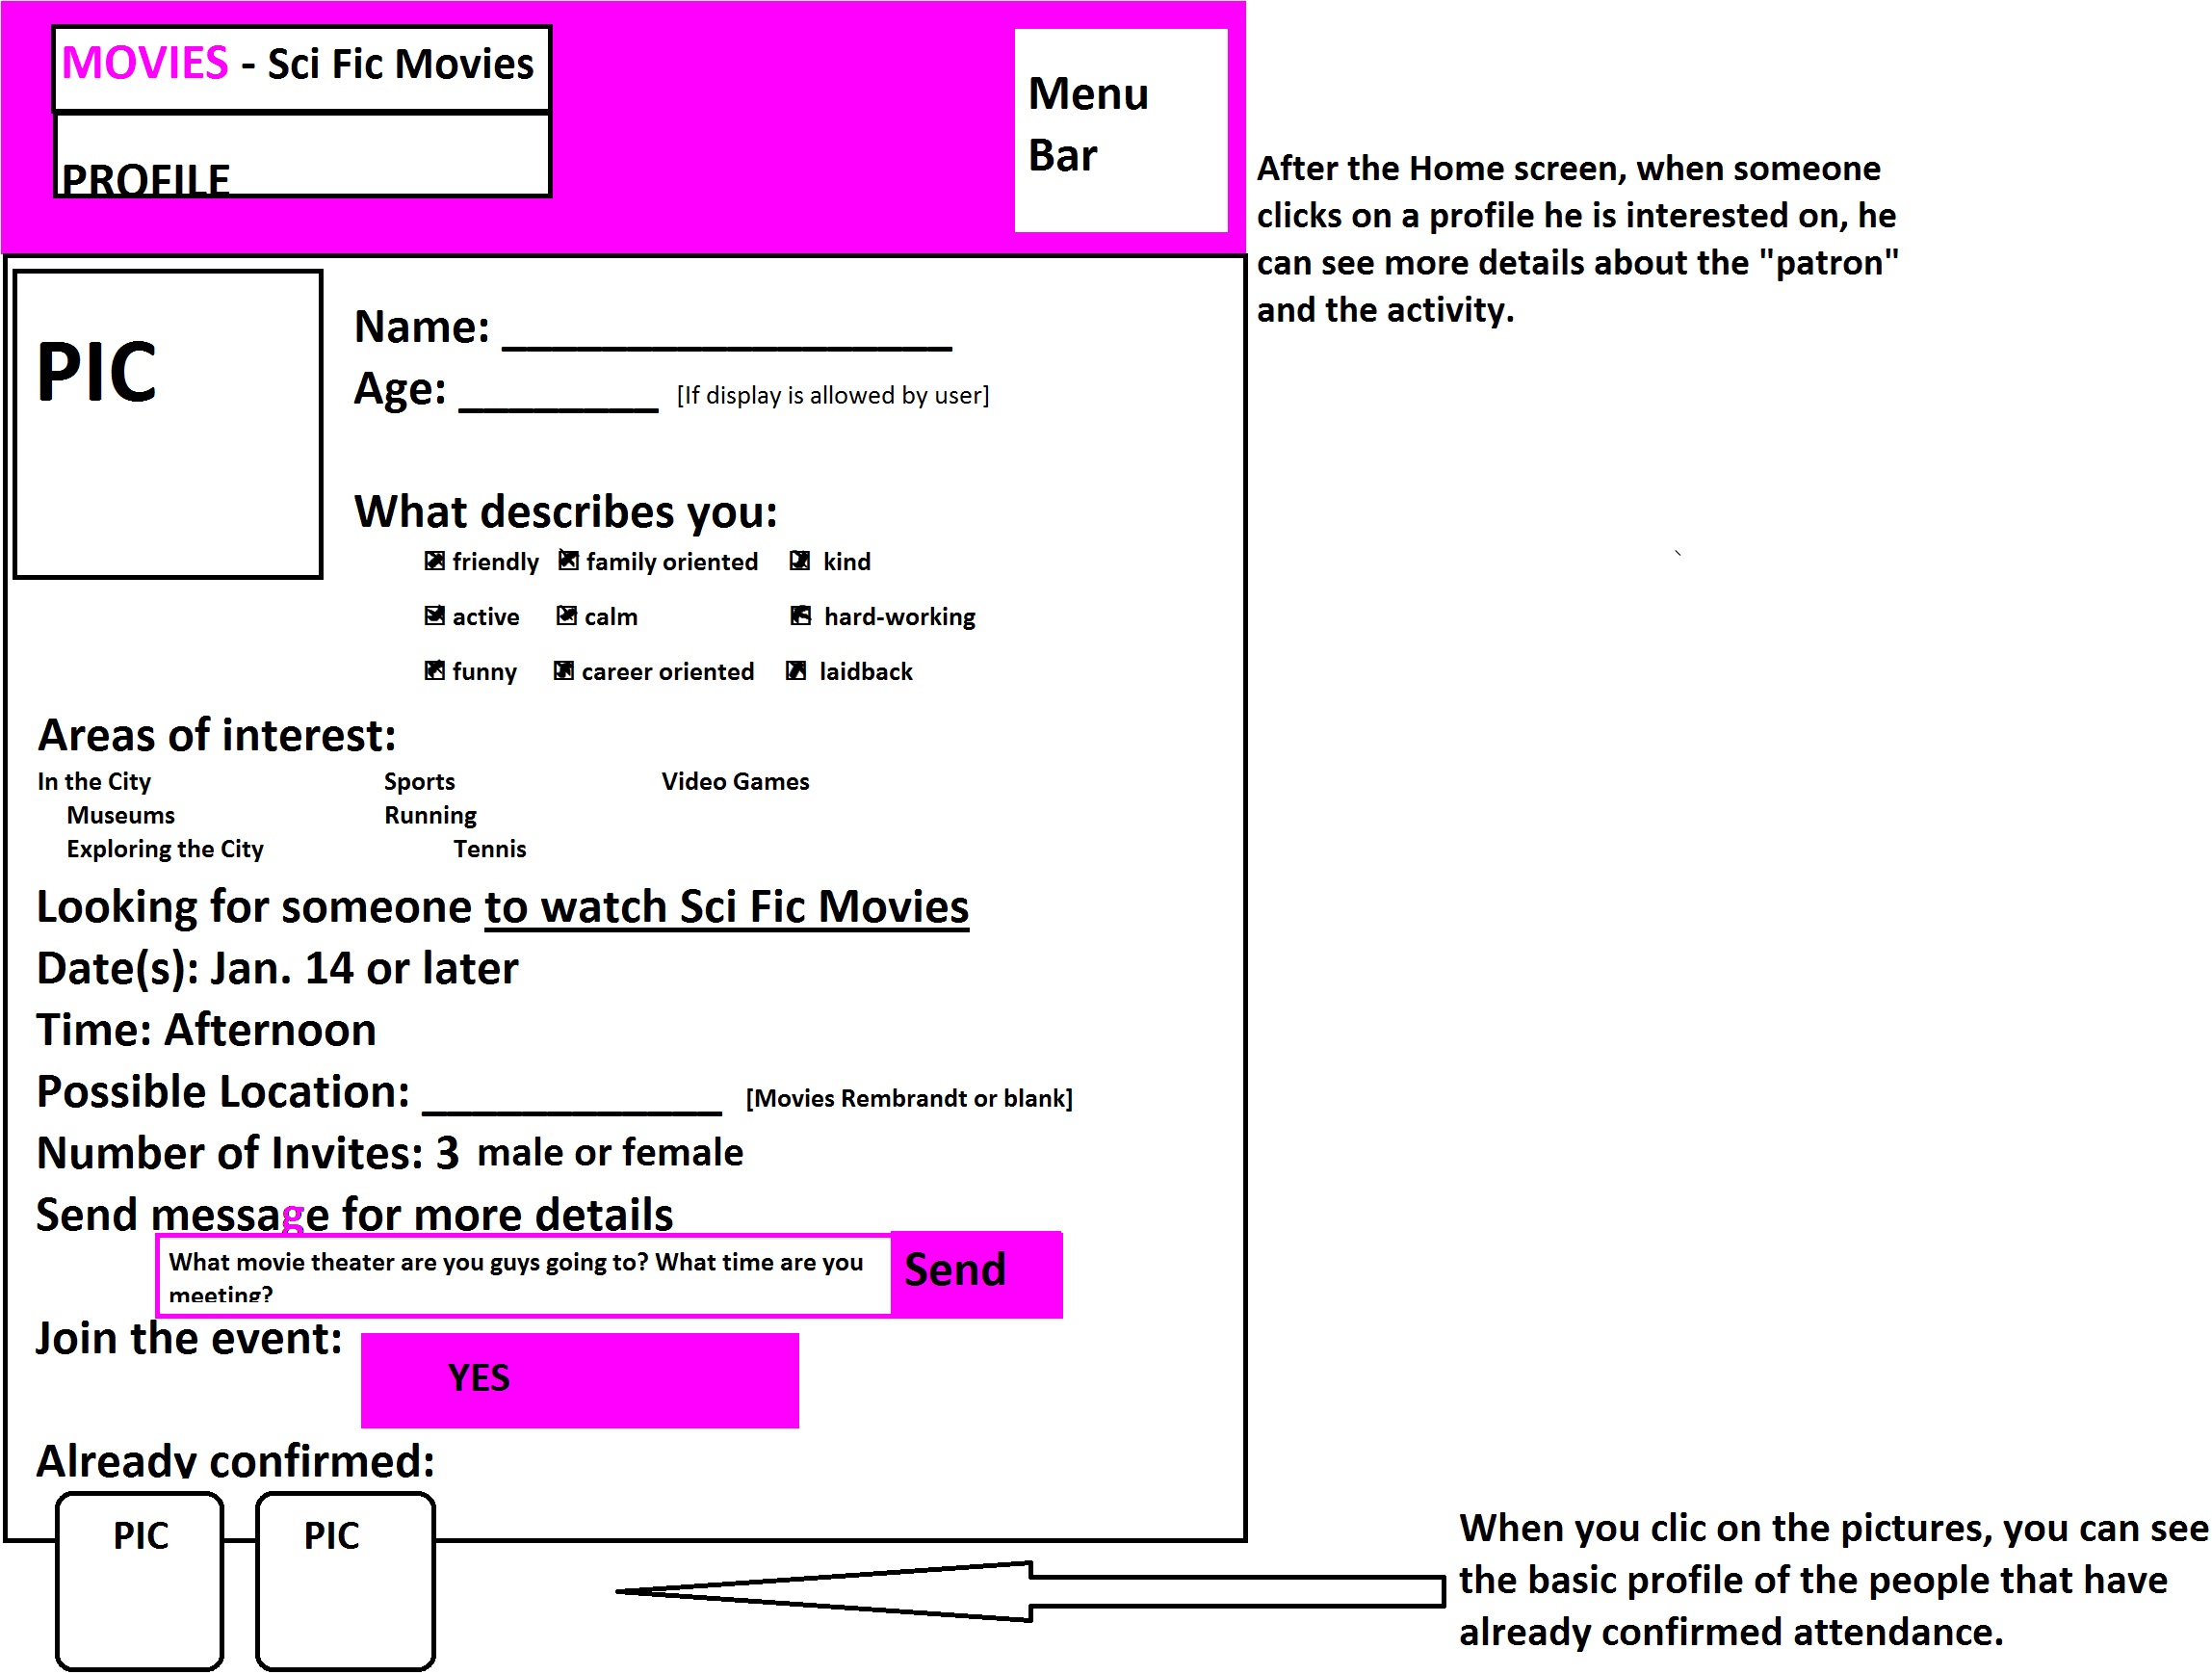 MOVIES - Sci Fic Movies
PROFILE
Menu
Bar
After the Home screen, when someone
clicks on a profile he is interested on, he
can see more details about the "patron"
and the activity.
PIC
Name: __________________
Age: ________ [If display is allowed by user]
What describes you:
friendly family oriented kind
active calm hard-working
funny career oriented laidback
Areas of interest:
In the City Sports Video Games
Museums Running
Exploring the City Tennis
Looking for someone to watch Sci Fic Movies
Date(s): Jan. 14 or later
Time: Afternoon
Possible Location: ____________ [Movies Rembrandt or blank]
Number of Invites: 3 male or female
Send message for more details
What movie theater are you guys going to? What time are you
meeting?
Send
Join the event:
YES
Already confirmed:
PIC PIC
When you clic on the pictures, you can see
the basic profile of the people that have
already confirmed attendance.